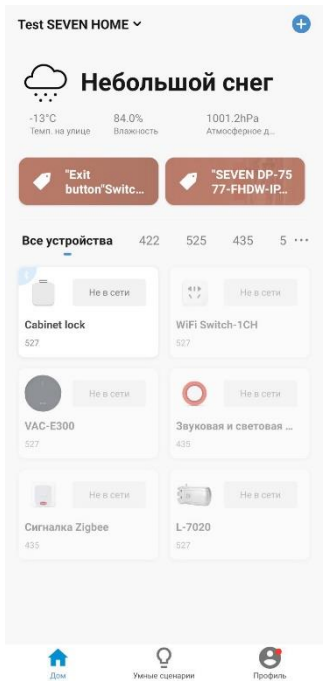 Test SEVEN HOME
Небольшой снег
-13°C 84.0% 1001.2hPa
Темп. на улице Влажность Атмосферное д...
"Exit
button"Switc...
"SEVEN DP-75
77-FHDW-IP...
Все устройства 422 525 435 5 ...
Не в сети
Cabinet lock
527
Не в сети
WiFi Switch-1CH
527
Не в сети
VAC-E300
527
Не в сети
Звуковая и световая ...
435
Не в сети
Сигналка Zigbee
435
Не в сети
L-7020
527
Дом Умные сценарии Профиль